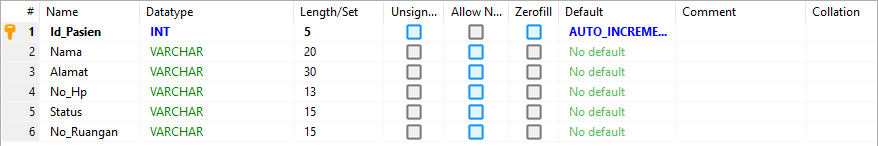 # Name Datatype Length/Set Unsign... Allow N... Zerofill Default Comment Collation
1 Id_Pasien INT 5 AUTO_INCREME...
2 Nama VARCHAR 20 No default
3 Alamat VARCHAR 30 No default
4 No_Hp VARCHAR 13 No default
5 Status VARCHAR 15 No default
6 No_Ruangan VARCHAR 15 No default